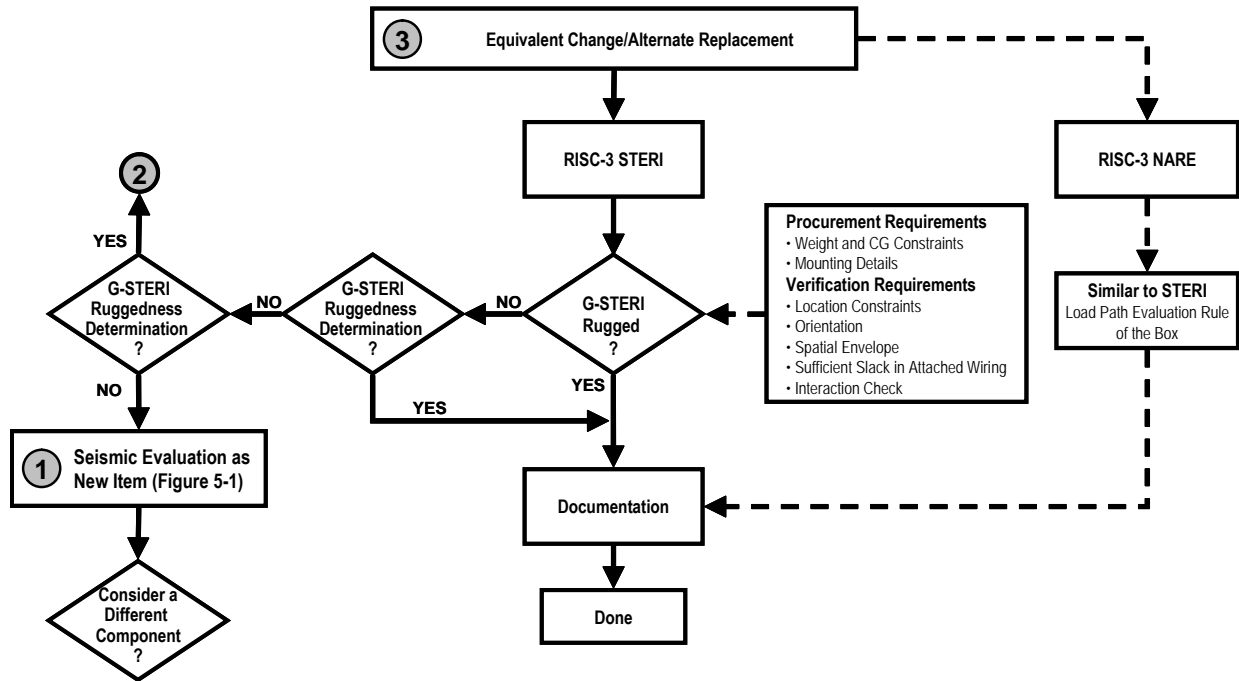 3
Equivalent Change/Alternate Replacement
RISC-3 STERI
RISC-3 NARE
2
YES
G-STERI
Ruggedness
Determination
?
NO
G-STERI
Ruggedness
Determination
?
NO
G-STERI
Rugged
?
Procurement Requirements
• Weight and CG Constraints
• Mounting Details
Verification Requirements
• Location Constraints
• Orientation
• Spatial Envelope
• Sufficient Slack in Attached Wiring
• Interaction Check
Similar to STERI
Load Path Evaluation Rule
of the Box
NO
YES
YES
1
Seismic Evaluation as
New Item (Figure 5-1)
Documentation
Consider a
Different
Component
?
Done